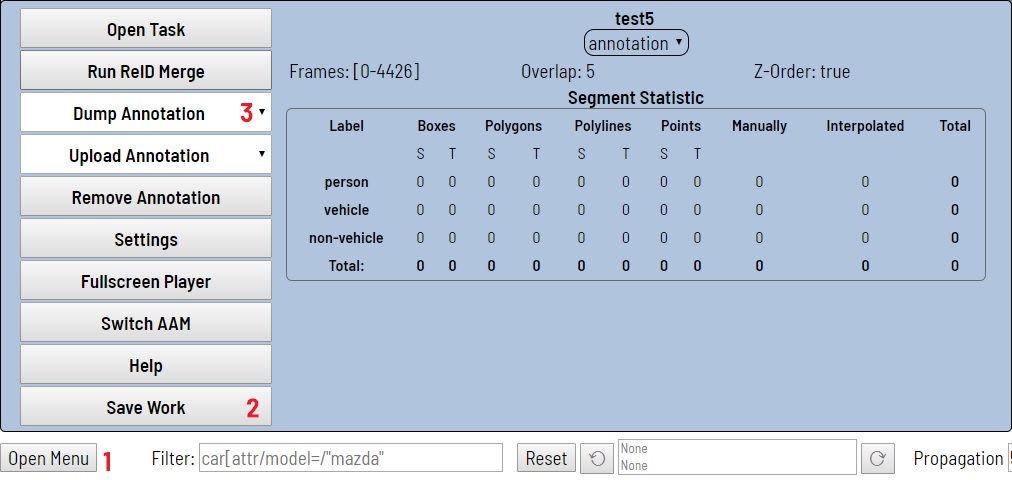 Open Task
Run ReID Merge
Dump Annotation 3
Upload Annotation
Remove Annotation
Settings
Fullscreen Player
Switch AAM
Help
Save Work 2
test5
annotation
Frames: [0-4426] Overlap: 5 Z-Order: true
Segment Statistic
Label Boxes Polygons Polylines Points Manually Interpolated Total
S T S T S T S T
person 0 0 0 0 0 0 0 0 0 0 0
vehicle 0 0 0 0 0 0 0 0 0 0 0
non-vehicle 0 0 0 0 0 0 0 0 0 0 0
Total: 0 0 0 0 0 0 0 0 0 0 0
Open Menu 1 Filter: car[attr/model=/"mazda" Reset
None
None
Propagation